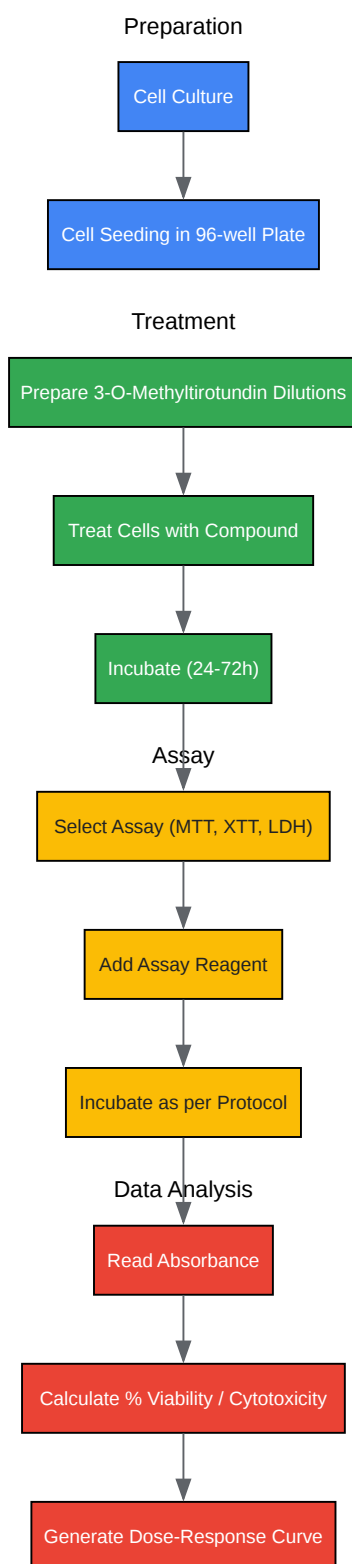 Preparation
Cell Culture
Cell Seeding in 96-well Plate
Treatment
Prepare 3-O-Methyltirotundin Dilutions
Treat Cells with Compound
Incubate (24-72h)
Assay
Select Assay (MTT, XTT, LDH)
Add Assay Reagent
Incubate as per Protocol
Data Analysis
Read Absorbance
Calculate % Viability / Cytotoxicity
Generate Dose-Response Curve